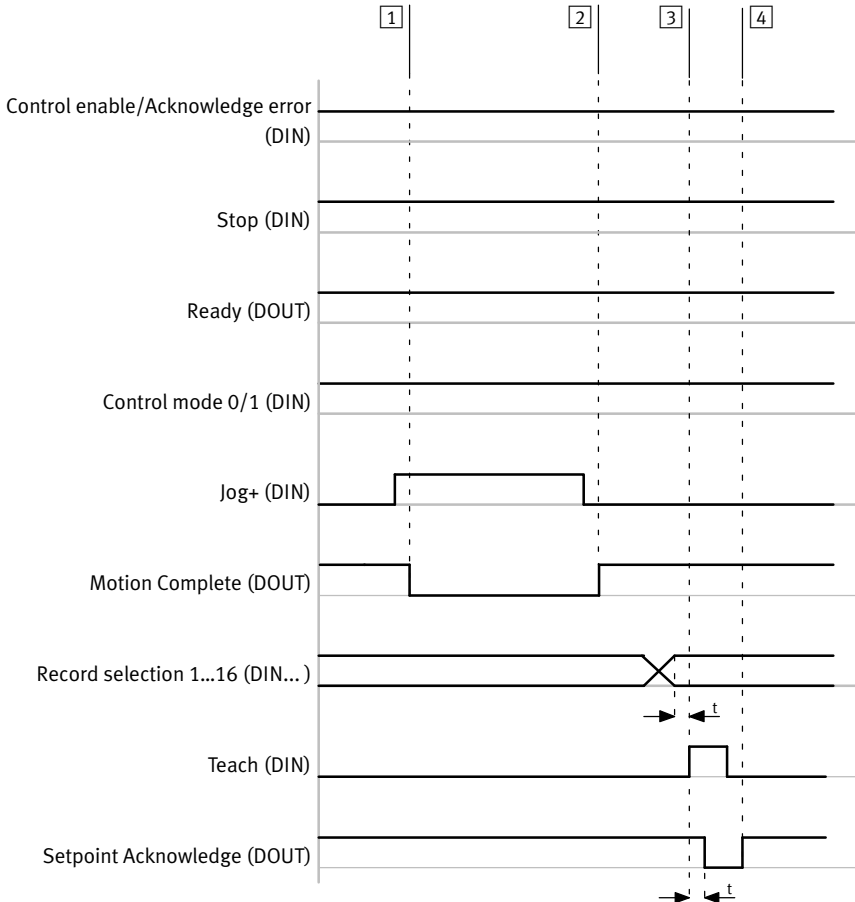 1 2 3 4
Control enable/Acknowledge error
(DIN)
Stop (DIN)
Ready (DOUT)
Control mode 0/1 (DIN)
Jog+ (DIN)
Motion Complete (DOUT)
Record selection 1...16 (DIN... )
t
Teach (DIN)
Setpoint Acknowledge (DOUT)
t